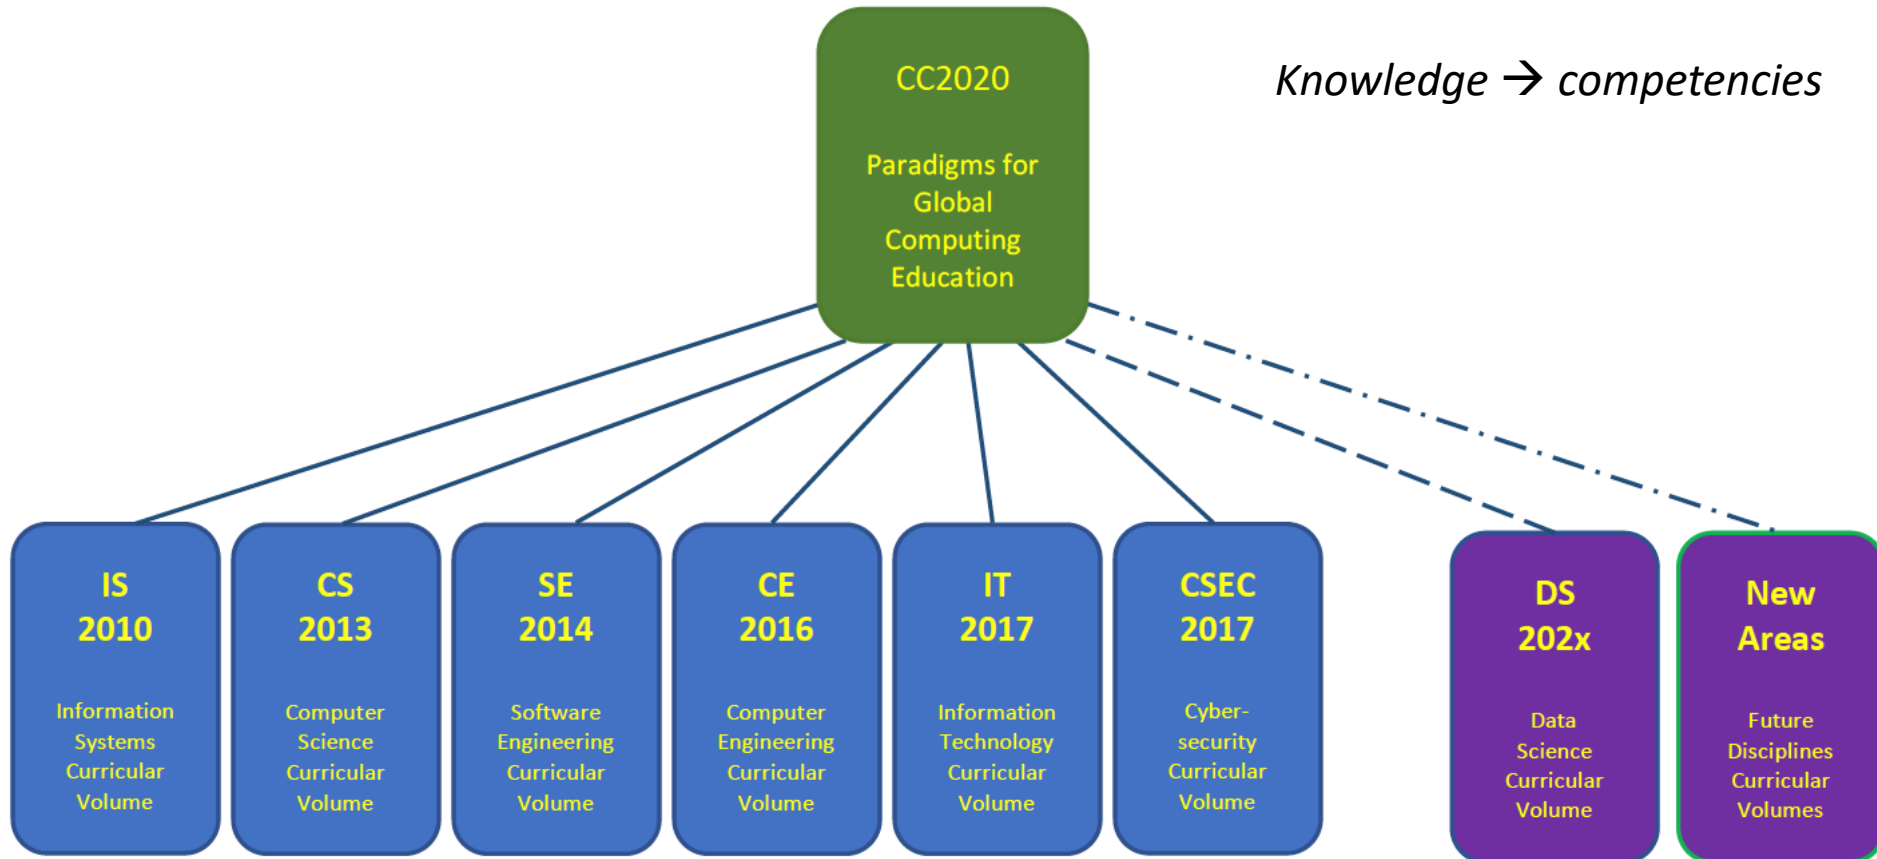 CC2020
Paradigms for
Global
Computing
Education
Knowledge → competencies
IS
2010
Information
Systems
Curricular
Volume
CS
2013
Computer
Science
Curricular
Volume
SE
2014
Software
Engineering
Curricular
Volume
CE
2016
Computer
Engineering
Curricular
Volume
IT
2017
Information
Technology
Curricular
Volume
CSEC
2017
Cyber-
security
Curricular
Volume
DS
202x
Data
Science
Curricular
Volume
New
Areas
Future
Disciplines
Curricular
Volumes